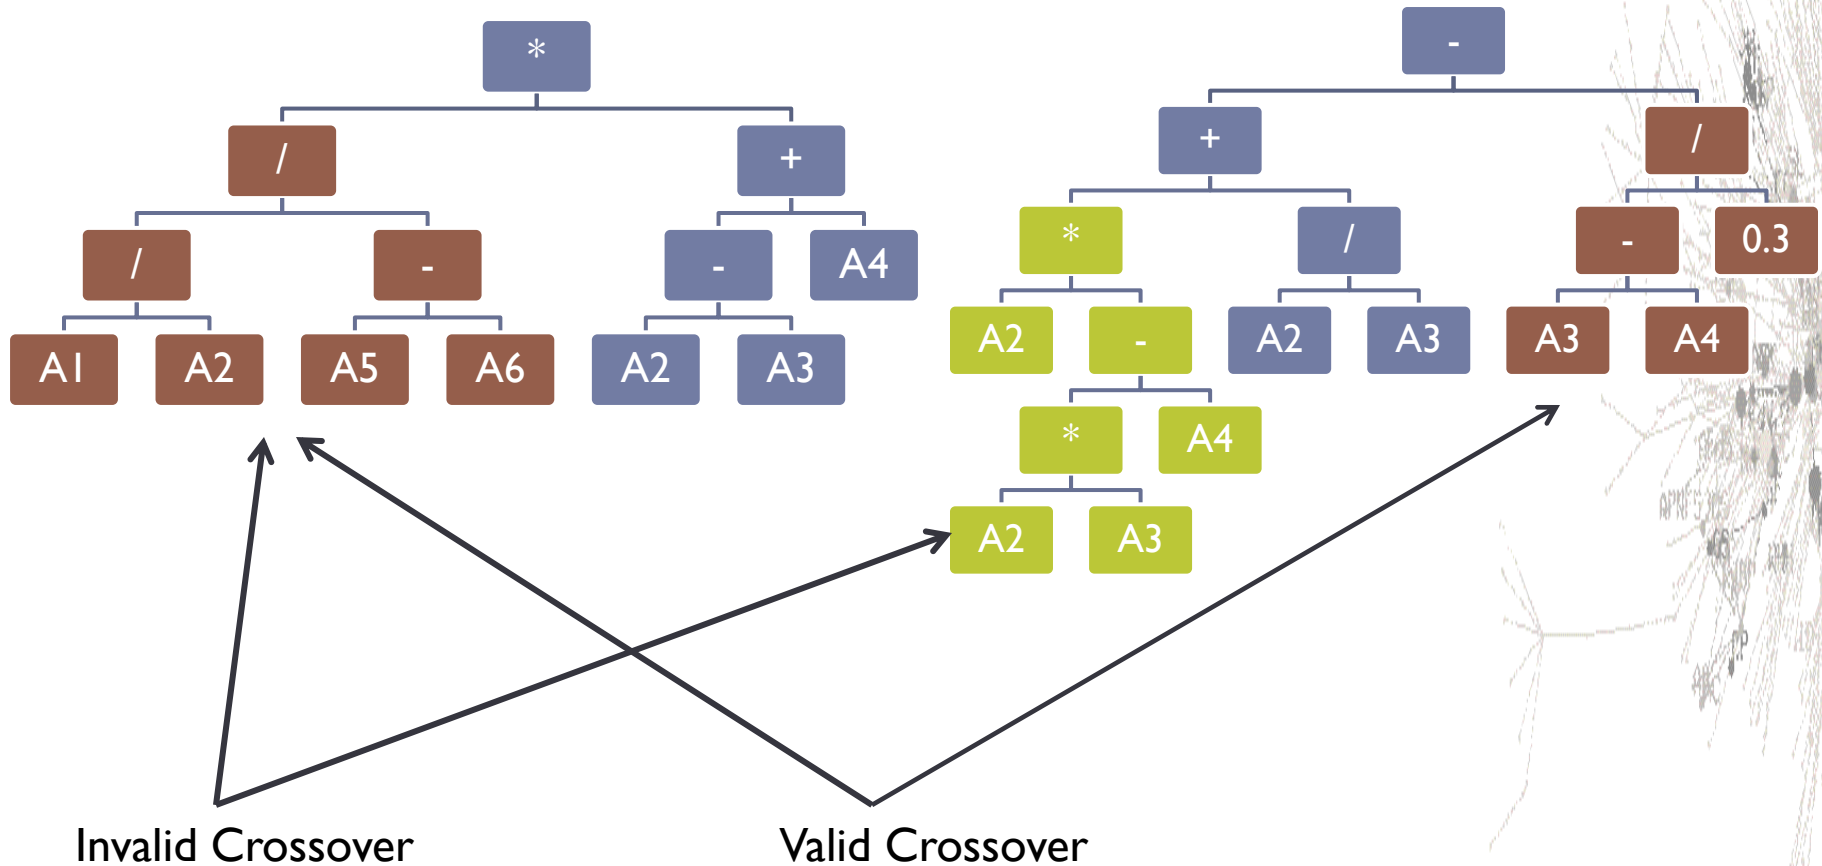 *
/ +
/ - - A4
A1 A2 A5 A6 A2 A3
-
+ /
* / - 0.3
A2 - A2 A3 A3 A4
* A4
A2 A3
Invalid Crossover
Valid Crossover